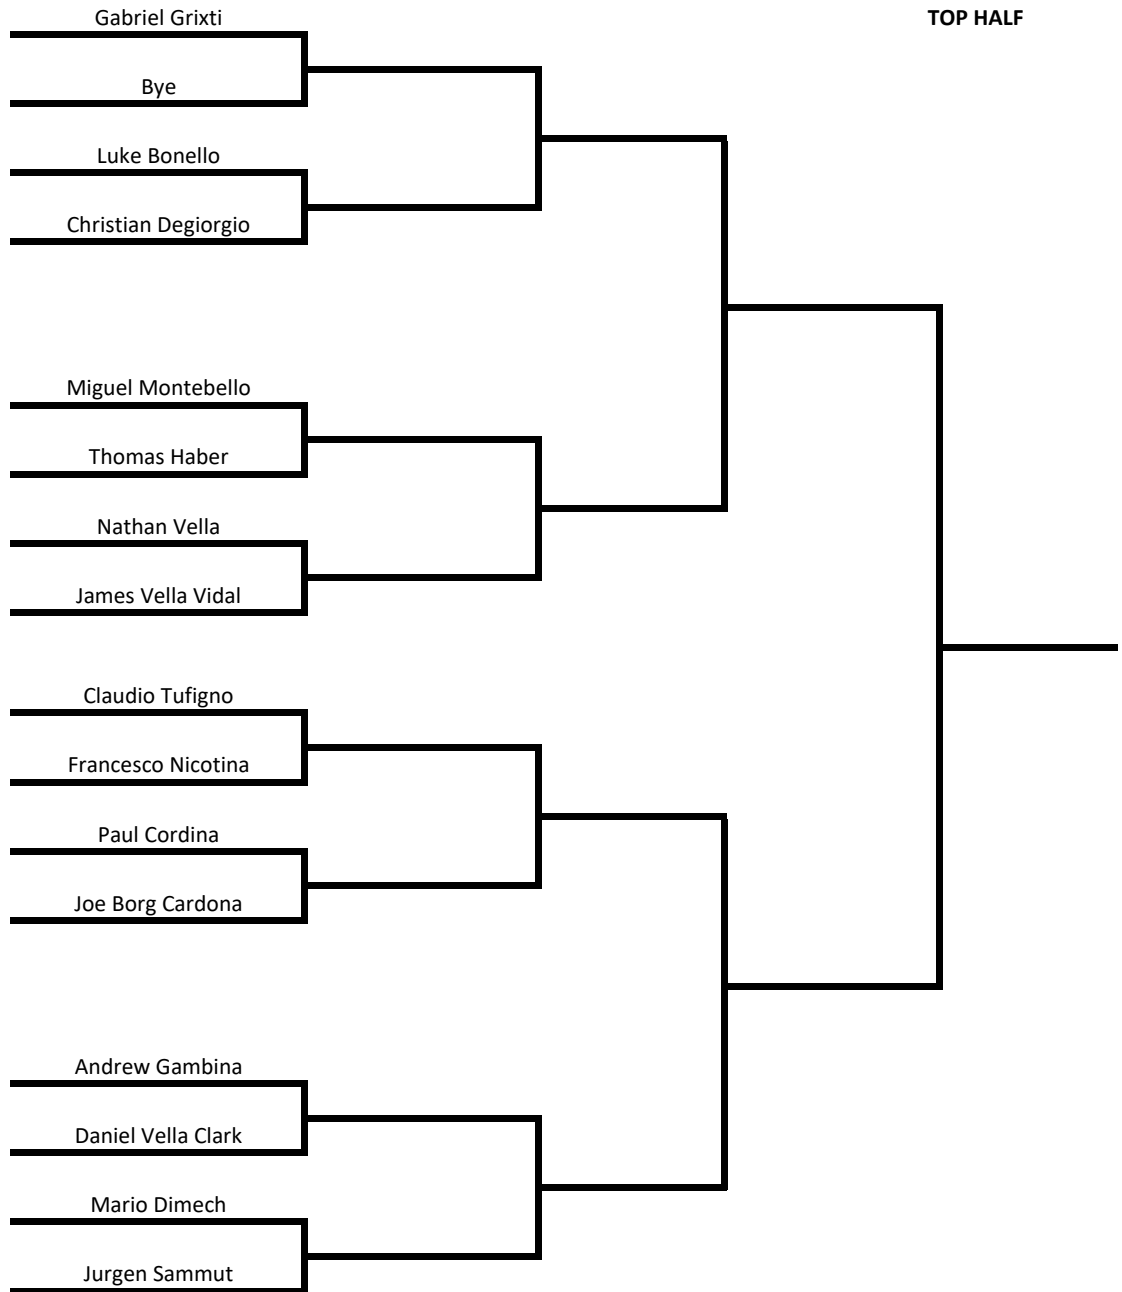 Gabriel Grixti
TOP HALF
Bye
Luke Bonello
Christian Degiorgio
Miguel Montebello
Thomas Haber
Nathan Vella
James Vella Vidal
Claudio Tufigno
Francesco Nicotina
Paul Cordina
Joe Borg Cardona
Andrew Gambina
Daniel Vella Clark
Mario Dimech
Jurgen Sammut